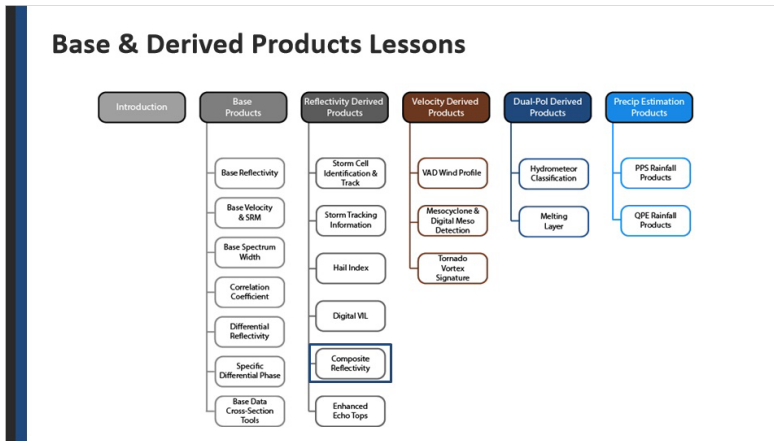 Base & Derived Products Lessons
Introduction
Base
Products
Reflectivity Derived
Products
Velocity Derived
Products
Dual-Pol Derived
Products
Precip Estimation
Products
Base Reflectivity
Base Velocity
& SRM
Base Spectrum
Width
Correlation
Coefficient
Differential
Reflectivity
Specific
Differential Phase
Base Data
Cross-Section
Tools
Storm Cell
Identification &
Track
Storm Tracking
Information
Hail Index
Digital VIL
Composite
Reflectivity
Enhanced
Echo Tops
VAD Wind Profile
Mesocyclone &
Digital Meso
Detection
Tornado
Vortex
Signature
Hydrometeor
Classification
Melting
Layer
PPS Rainfall
Products
QPE Rainfall
Products